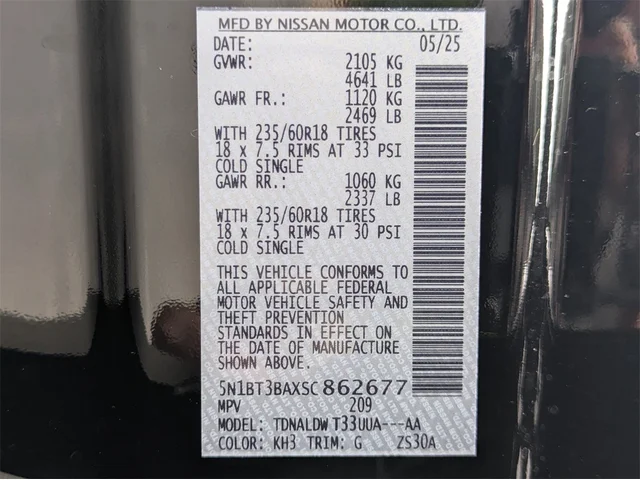 MFD BY NISSAN MOTOR CO., LTD.
DATE: 05/25
GVWR: 2105 KG
4641 LB
GAWR FR.: 1120 KG
2469 LB
WITH 235/60R18 TIRES
18 x 7.5 RIMS AT 33 PSI
COLD SINGLE
GAWR RR.: 1060 KG
2337 LB
WITH 235/60R18 TIRES
18 x 7.5 RIMS AT 30 PSI
COLD SINGLE
THIS VEHICLE CONFORMS TO
ALL APPLICABLE FEDERAL
MOTOR VEHICLE SAFETY AND
THEFT PREVENTION
STANDARDS IN EFFECT ON
THE DATE OF MANUFACTURE
SHOWN ABOVE.
5N1BT3BAXSC862677
MPV 209
MODEL: TDNALDW T33UUA---AA
COLOR: KH3 TRIM: G ZS30A